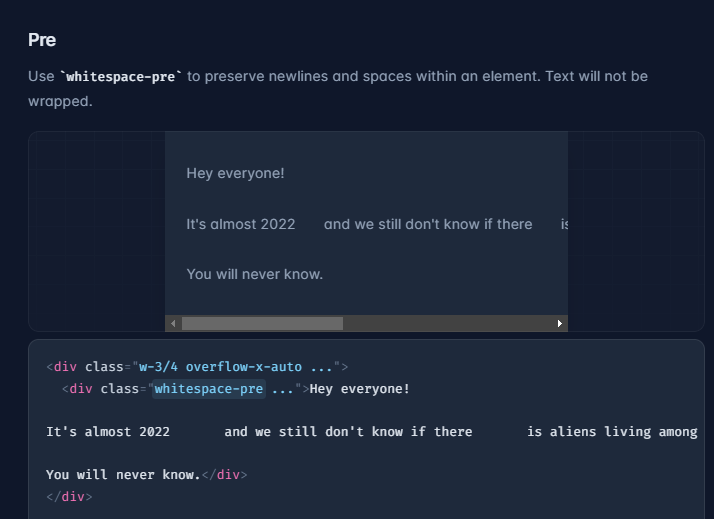 Pre
Use `whitespace-pre` to preserve newlines and spaces within an element. Text will not be
wrapped.
Hey everyone!
It's almost 2022       and we still don't know if there       is
You will never know.
<div class="w-3/4 overflow-x-auto ...">
  <div class="whitespace-pre ...">Hey everyone!
It's almost 2022       and we still don't know if there       is aliens living among
You will never know.</div>
</div>